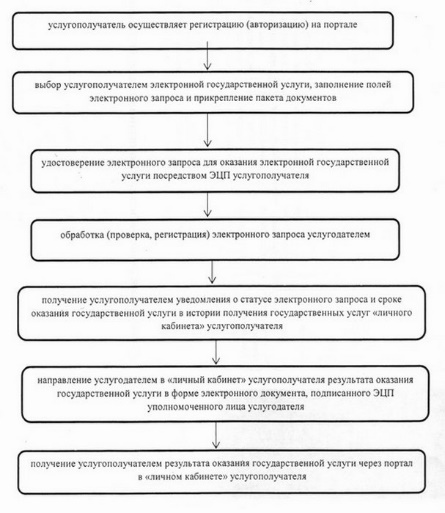 услугополучатель осуществляет регистрацию (авторизацию) на портале
выбор услугополучателем электронной государственной услуги, заполнение полей
электронного запроса и прикрепление пакета документов
удостоверение электронного запроса для оказания электронной государственной
услуги посредством ЭЦП услугополучателя
обработка (проверка, регистрация) электронного запроса услугодателем
получение услугополучателем уведомления о статусе электронного запроса и сроке
оказания государственной услуги в истории получения государственных услуг «личного
кабинета» услугополучателя
направление услугодателем в «личный кабинет» услугополучателя результата оказания
государственной услуги в форме электронного документа, подписанного ЭЦП
уполномоченного лица услугодателя
получение услугополучателем результата оказания государственной услуги через портал
в «личном кабинете» услугополучателя